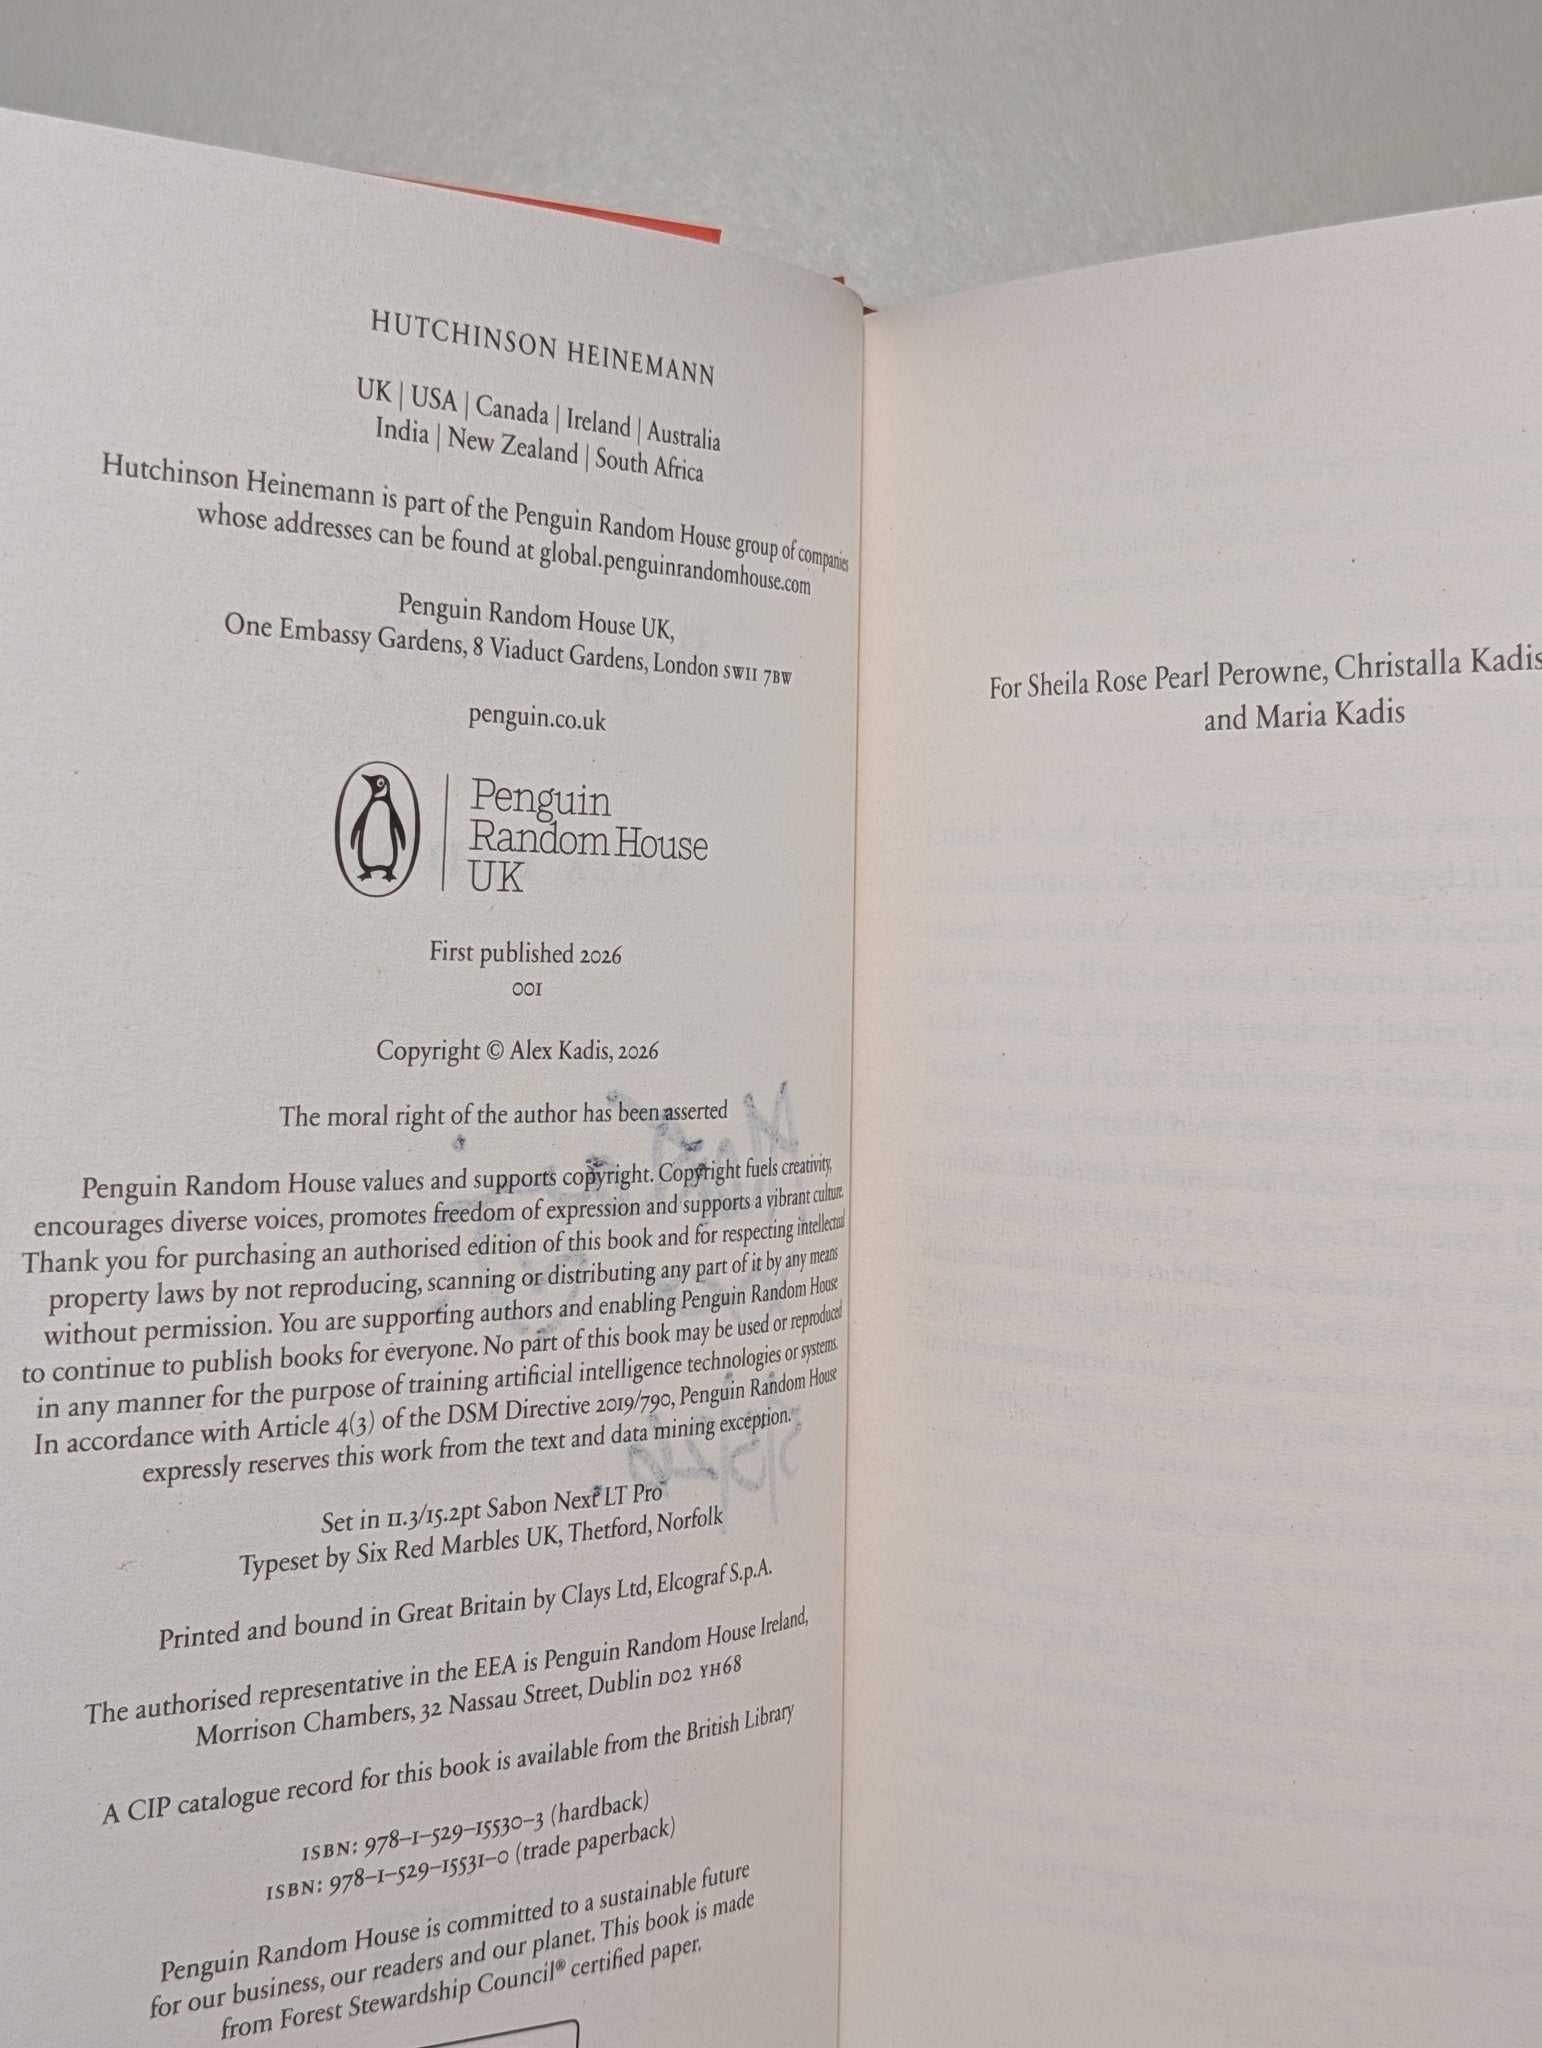 HUTCHINSON HEINEMANN
UK | USA | Canada | Ireland | Australia
India | New Zealand | South Africa
Hutchinson Heinemann is part of the Penguin Random House group of companies
whose addresses can be found at global.penguinrandomhouse.com
Penguin Random House UK,
One Embassy Gardens, 8 Viaduct Gardens, London SW11 7BW
penguin.co.uk
Penguin
Random House
UK
First published 2026
001
Copyright © Alex Kadis, 2026
The moral right of the author has been asserted
Penguin Random House values and supports copyright. Copyright fuels creativity,
encourages diverse voices, promotes freedom of expression and supports a vibrant culture.
Thank you for purchasing an authorised edition of this book and for respecting intellectual
property laws by not reproducing, scanning or distributing any part of it by any means
without permission. You are supporting authors and enabling Penguin Random House
to continue to publish books for everyone. No part of this book may be used or reproduced
in any manner for the purpose of training artificial intelligence technologies or systems.
In accordance with Article 4(3) of the DSM Directive 2019/790, Penguin Random House
expressly reserves this work from the text and data mining exception.
Set in 11.3/15.2pt Sabon Next LT Pro
Typeset by Six Red Marbles UK, Thetford, Norfolk
Printed and bound in Great Britain by Clays Ltd, Elcograf S.p.A.
The authorised representative in the EEA is Penguin Random House Ireland,
Morrison Chambers, 32 Nassau Street, Dublin D02 YH68
A CIP catalogue record for this book is available from the British Library
ISBN: 978–1–529–15530–3 (hardback)
ISBN: 978–1–529–15531–0 (trade paperback)
Penguin Random House is committed to a sustainable future
for our business, our readers and our planet. This book is made
from Forest Stewardship Council® certified paper.
For Sheila Rose Pearl Perowne, Christalla Kadis
and Maria Kadis